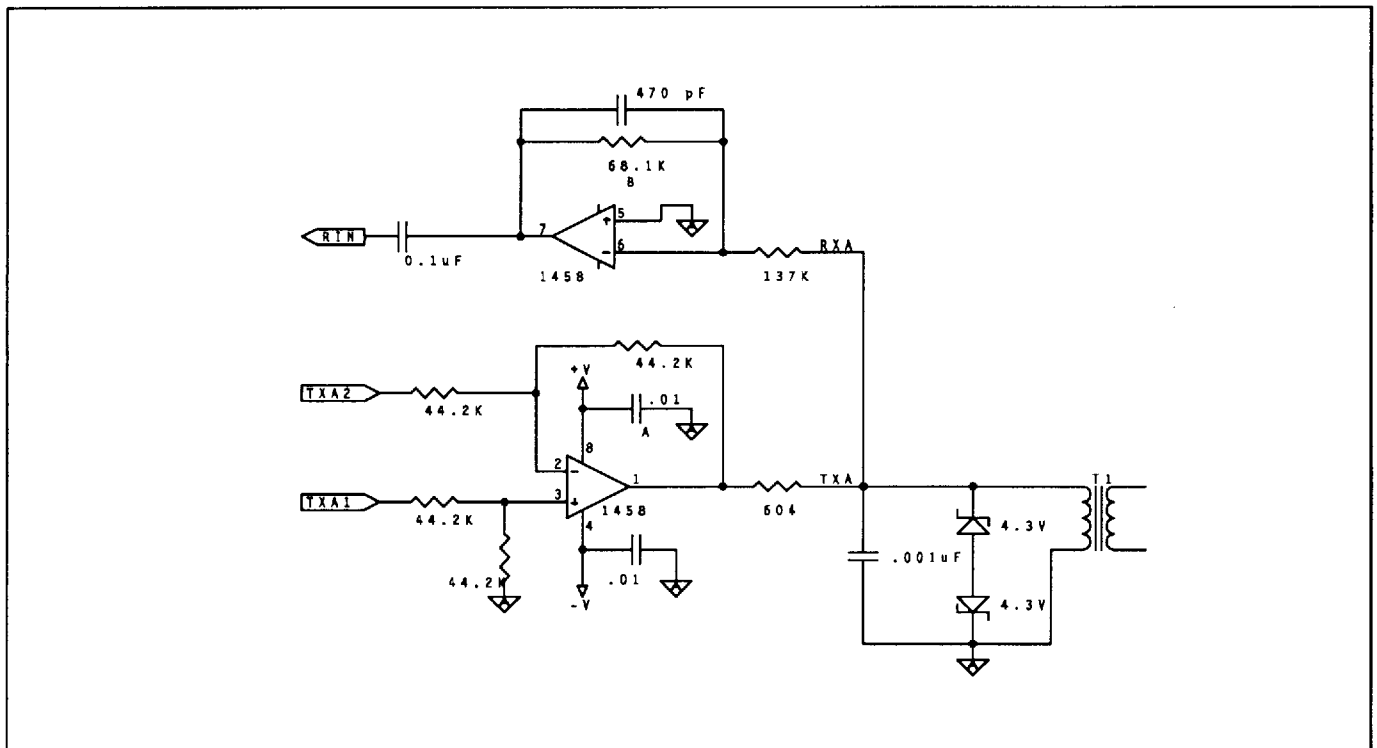 470 pF
68.1K
B
5
+
7
-
6
RIN
0.1uF
1458
137K
RXA
44.2K
+V
TXA2
44.2K
.01
A
8
2
-
1
TXA
T1
TXA1
3
+
44.2K
1458
604
4
4.3V
.001uF
44.2K
.01
-V
4.3V